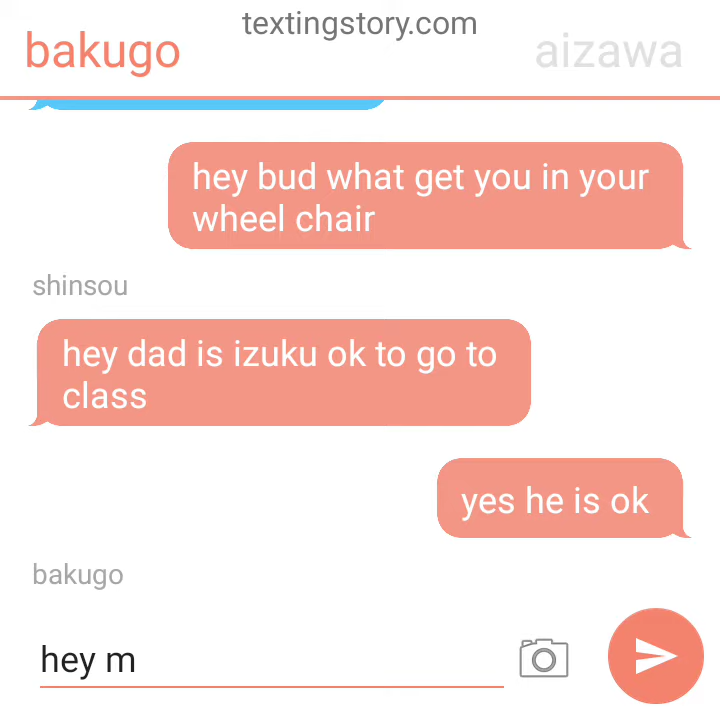 textingstory.com
bakugo
aizawa
hey bud what get you in your
wheel chair
shinsou
hey dad is izuku ok to go to
class
yes he is ok
bakugo
hey m